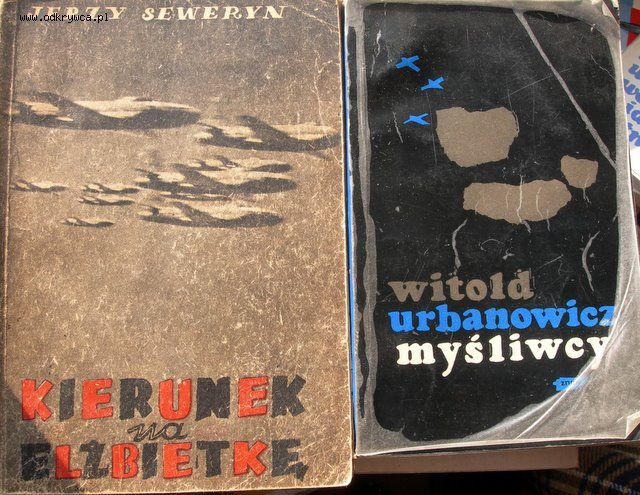 www.odkrywca.pl
JERZY SEWERYN
KIERUNEK
na
ELŻBIETKĘ
witold
urbanowicz
myśliwcy